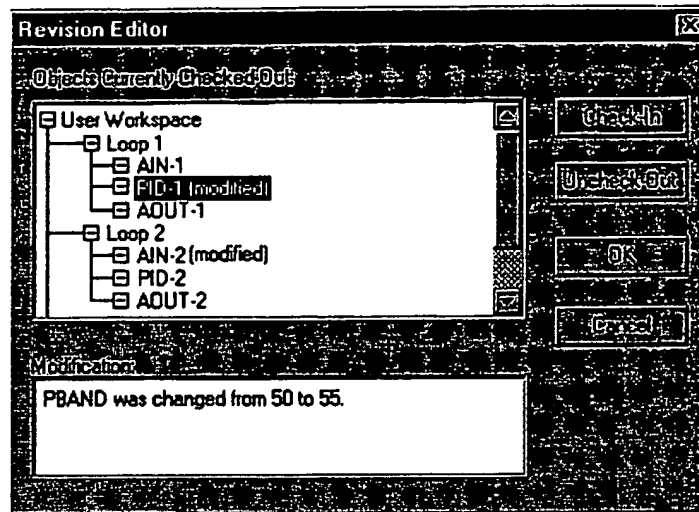 Revision Editor
Objects Currently Checked Out:
User Workspace
Loop 1
AIN-1
PID-1 (modified)
AOUT-1
Loop 2
AIN-2 (modified)
PID-2
AOUT-2
Check-In
Uncheck-Out
OK
Cancel
Modification:
PBAND was changed from 50 to 55.